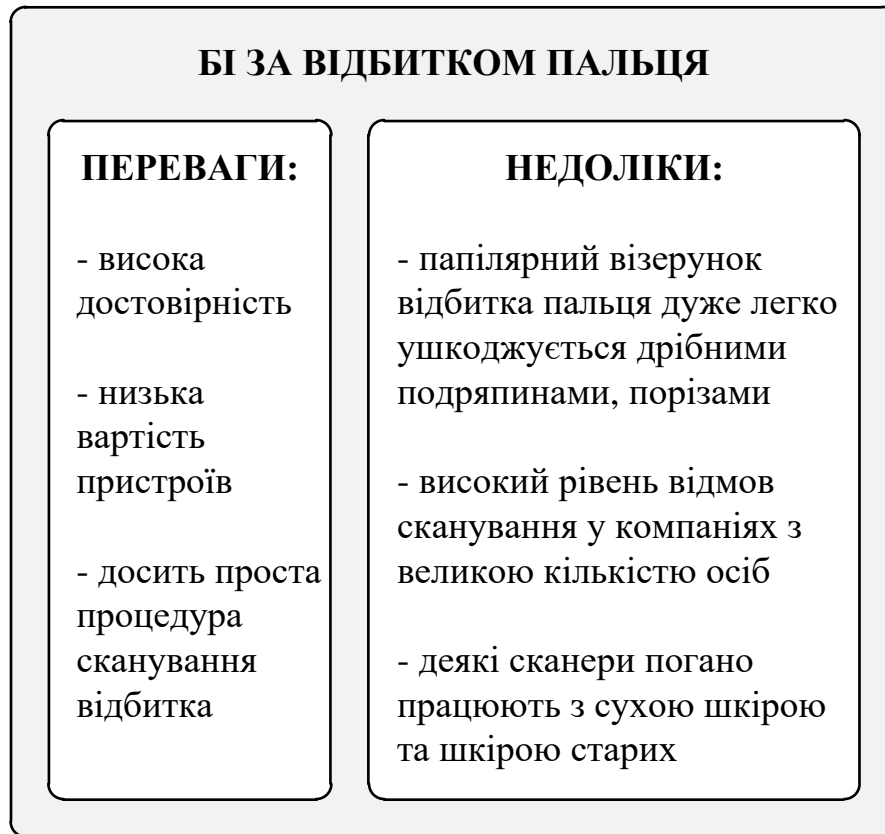 БІ ЗА ВІДБИТКОМ ПАЛЬЦЯ
ПЕРЕВАГИ:
- висока
достовірність
- низька
вартість
пристроїв
- досить проста
процедура
сканування
відбитка
НЕДОЛІКИ:
- папілярний візерунок
відбитка пальця дуже легко
ушкоджується дрібними
подряпинами, порізами
- високий рівень відмов
сканування у компаніях з
великою кількістю осіб
- деякі сканери погано
працюють з сухою шкірою
та шкірою старих